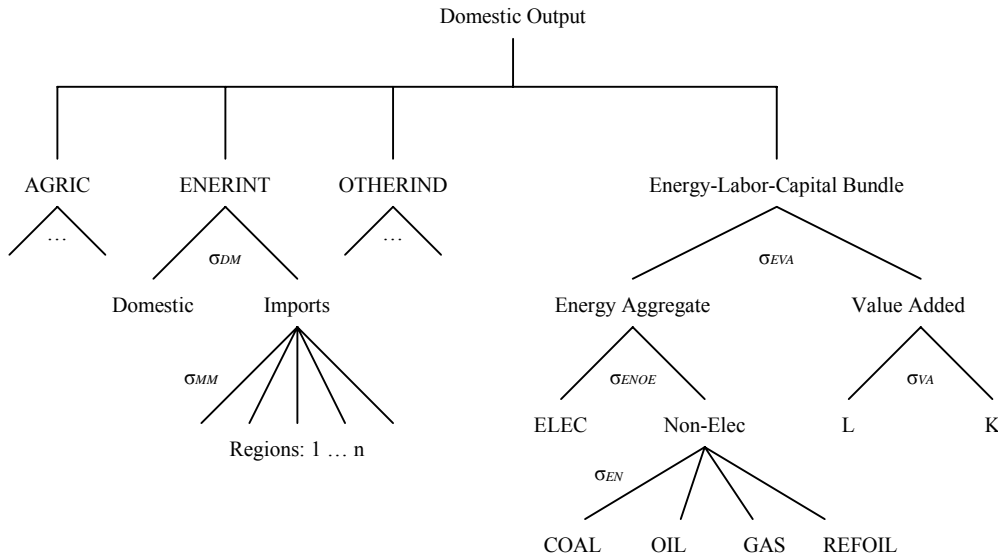 Domestic Output
AGRIC ENERINT OTHERIND Energy-Labor-Capital Bundle
… …
σDM σEVA
Domestic Imports Energy Aggregate Value Added
σMM σENOE σVA
ELEC Non-Elec L K
Regions: 1 … n
σEN
COAL OIL GAS REFOIL